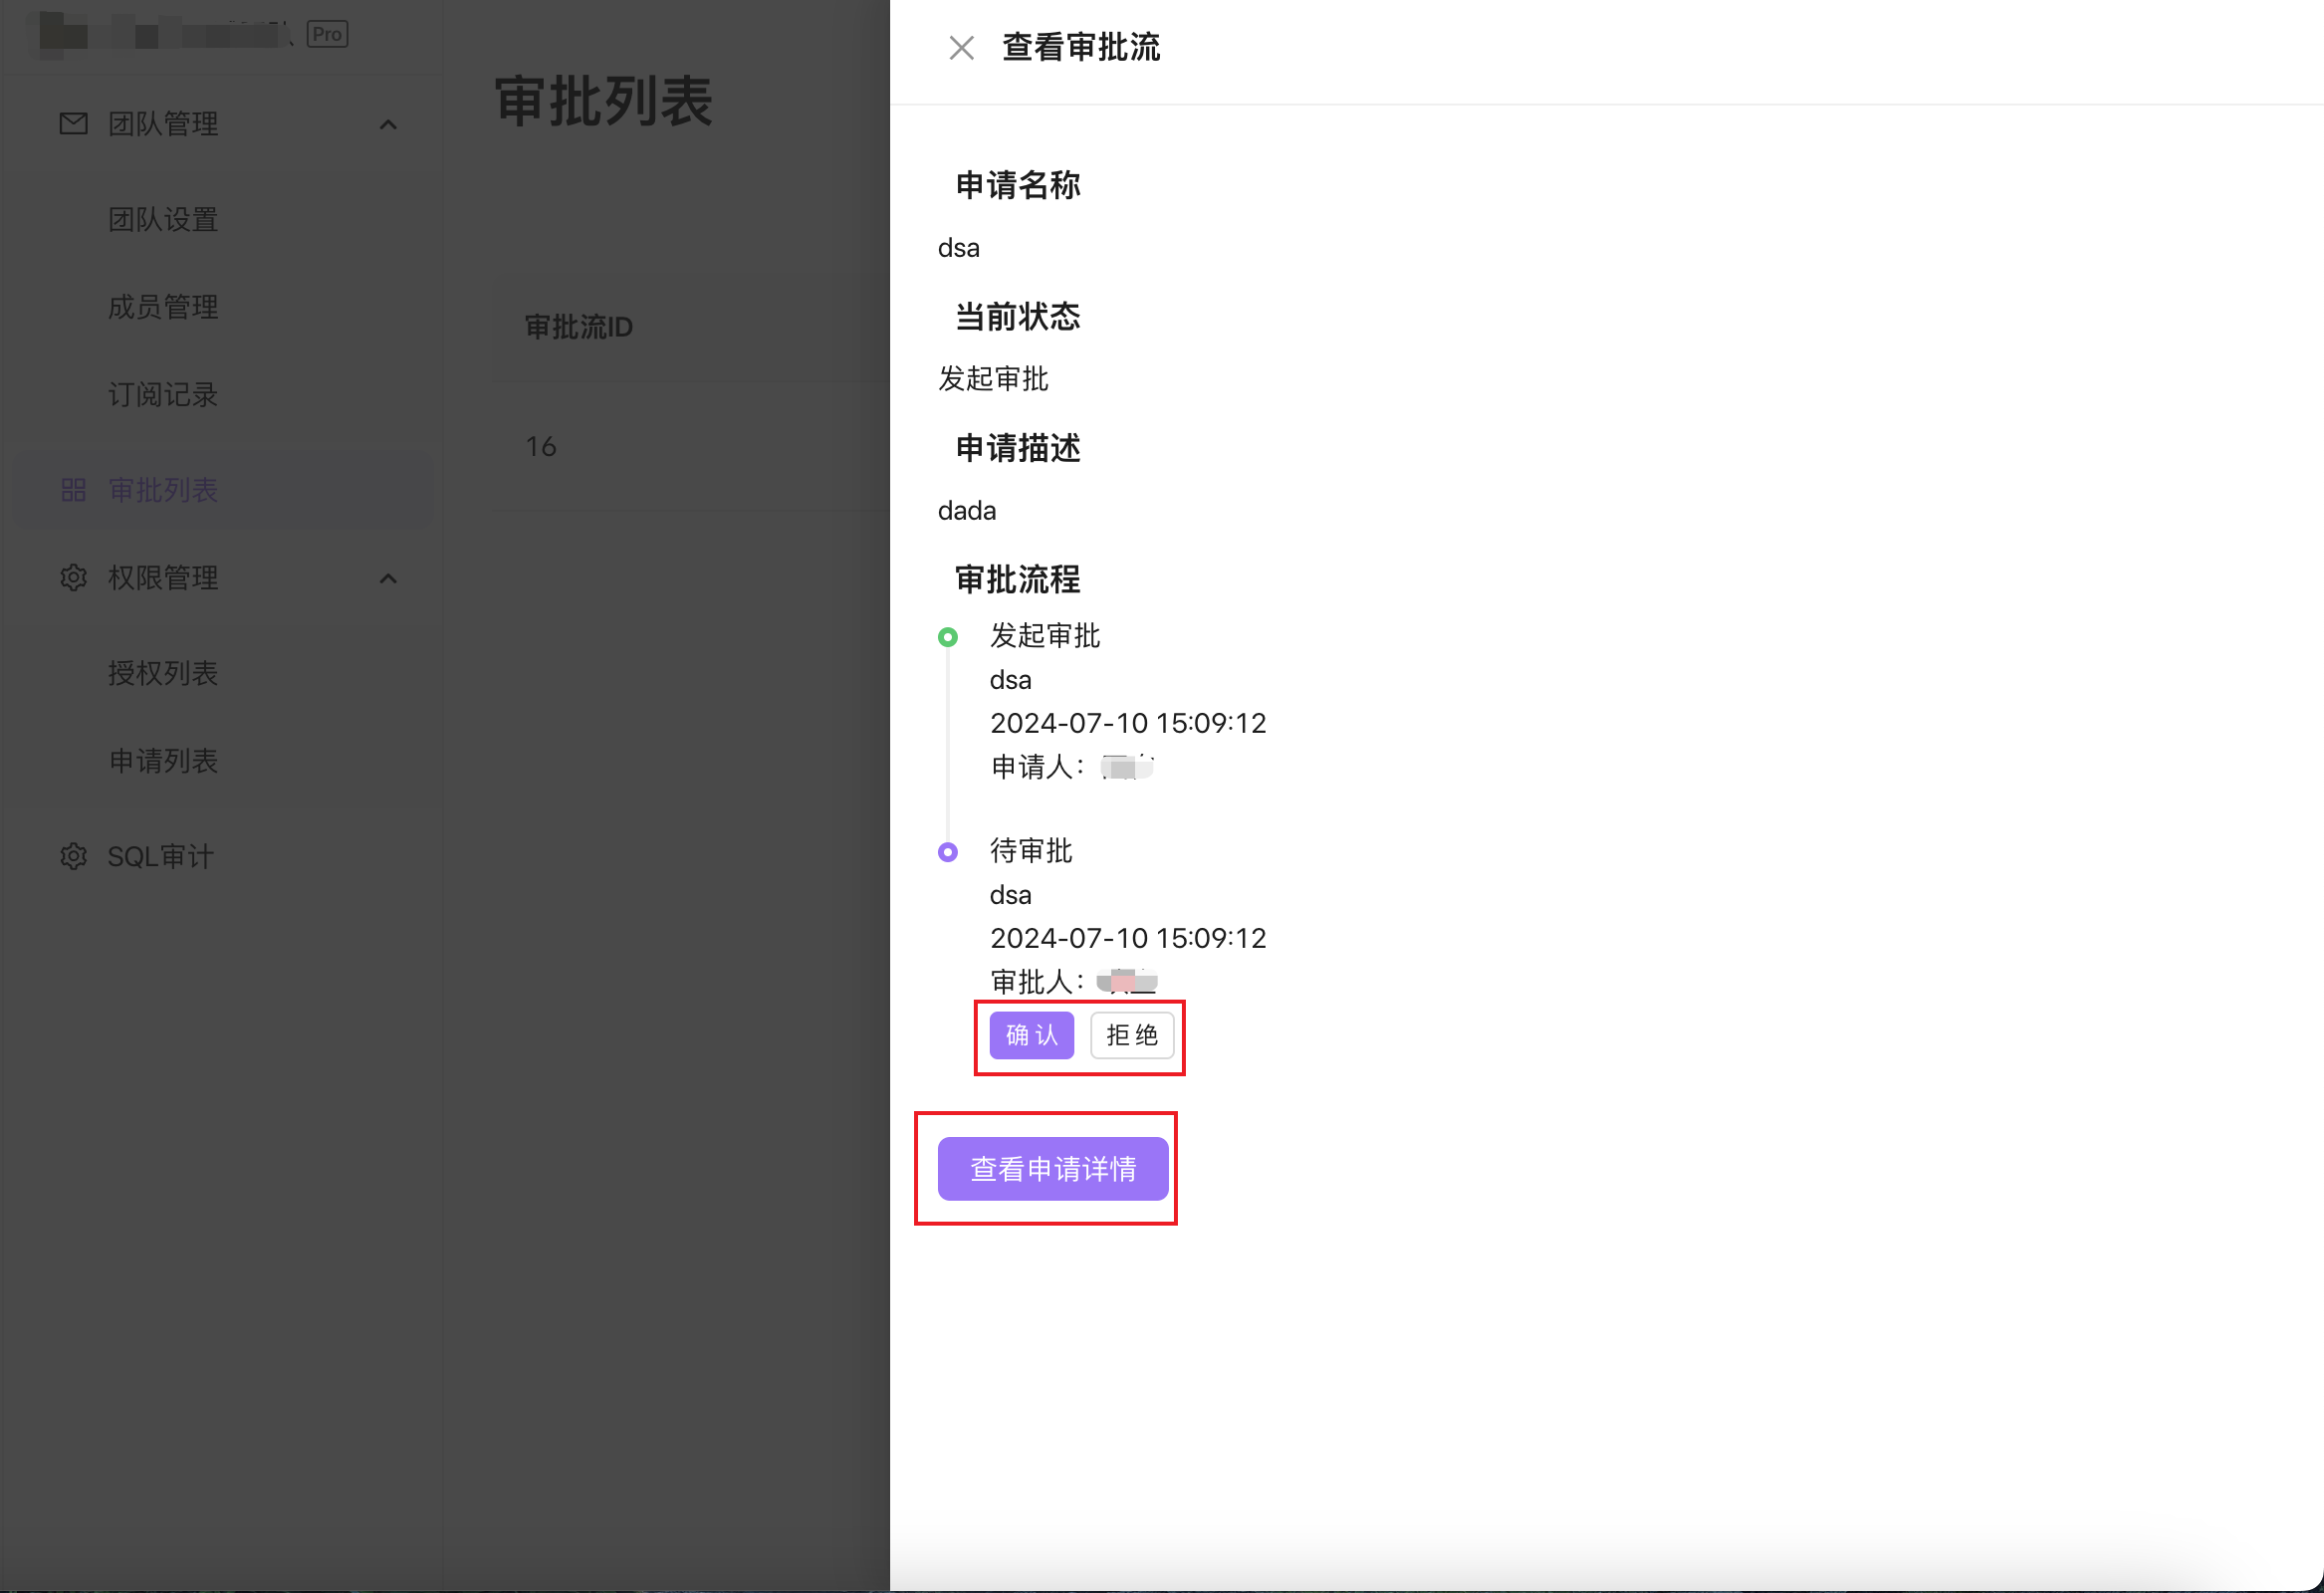 Pro
团队管理
团队设置
成员管理
订阅记录
审批列表
权限管理
授权列表
申请列表
SQL审计
审批列表
审批流ID
16
查看审批流
申请名称
dsa
当前状态
发起审批
申请描述
dada
审批流程
发起审批
dsa
2024-07-10 15:09:12
申请人：
待审批
dsa
2024-07-10 15:09:12
审批人：
确认 拒绝
查看申请详情